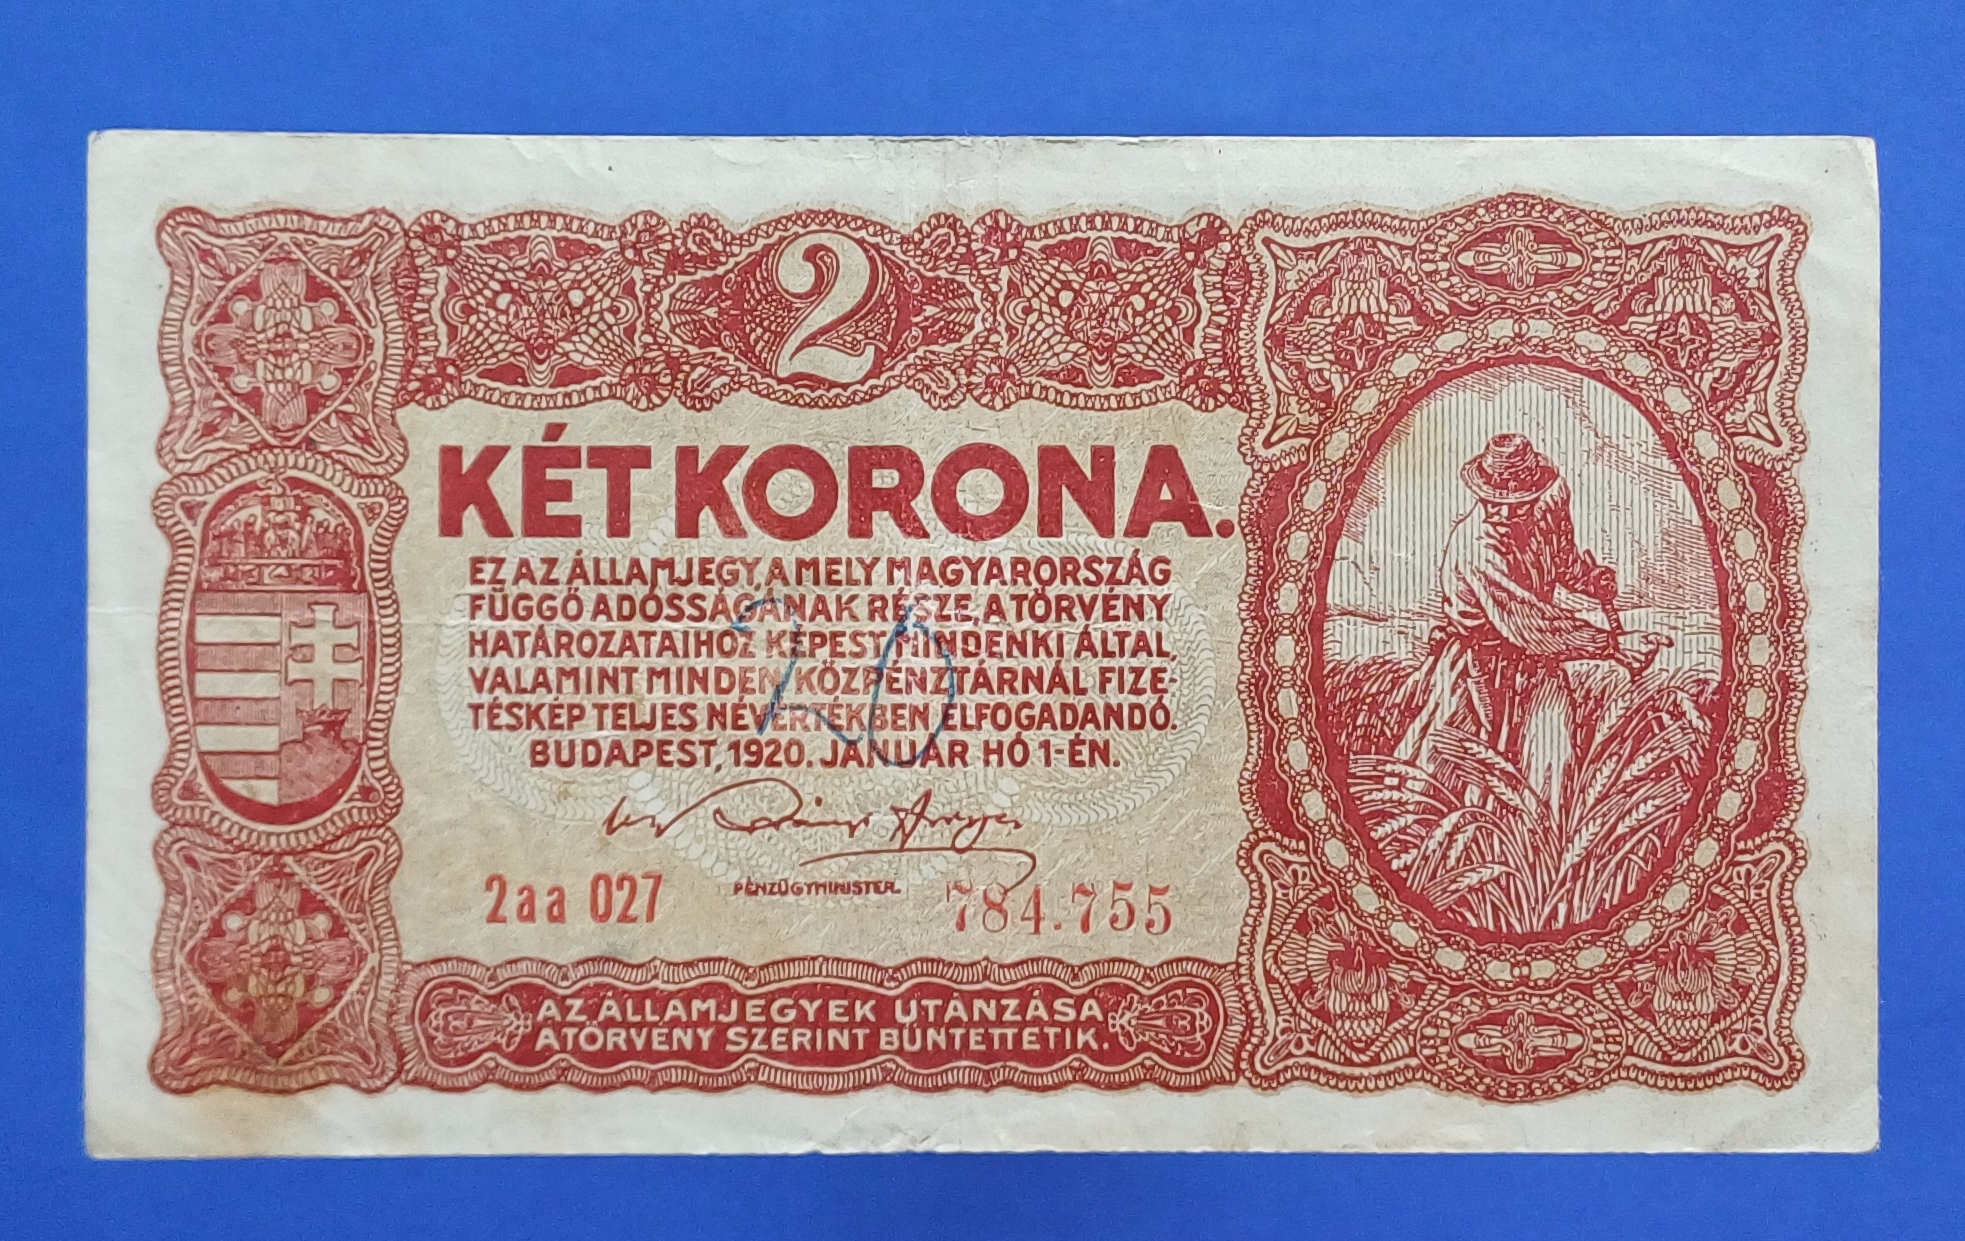 2
KÉT KORONA.
EZ AZ ÁLLAMJEGY, AMELY MAGYARORSZÁG
FÜGGŐ ADÓSSÁGÁNAK RÉSZE, A TÖRVÉNY
HATÁROZATAIHOZ KÉPEST MINDENKI ÁLTAL,
VALAMINT MINDEN KÖZPÉNZTÁRNÁL FIZE-
TÉSKÉP TELJES NÉVÉRTÉKBEN ELFOGADANDÓ.
BUDAPEST, 1920. JANUÁR HÓ 1-ÉN.
20
PÉNZÜGYMINISTER.
2aa 027 784.755
AZ ÁLLAMJEGYEK UTÁNZÁSA
A TÖRVÉNY SZERINT BÜNTETTETIK.